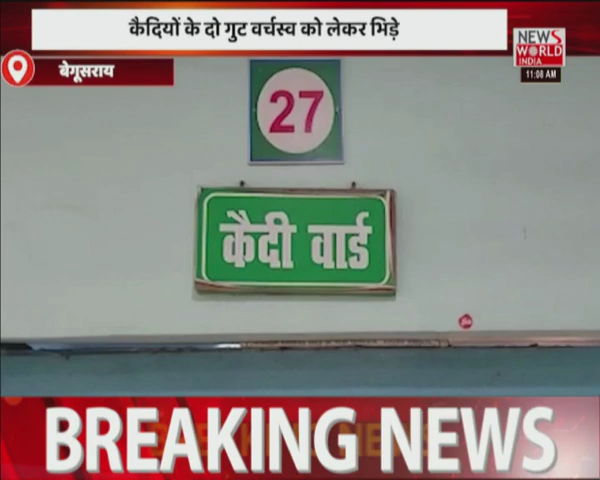 कैदियों के दो गुट वर्चस्व को लेकर भिड़े
NEWS
WORLD
INDIA
11:08 AM
बेगूसराय
27
कैदी वार्ड
BREAKING NEWS